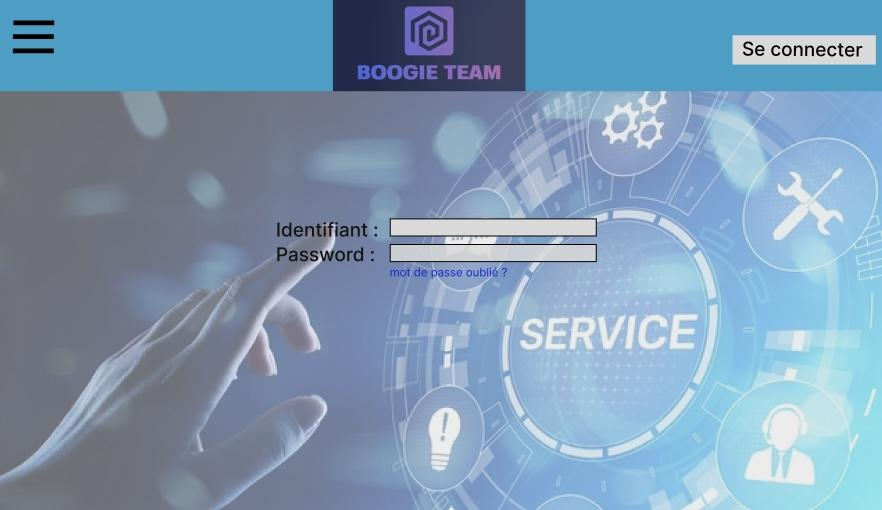 BOOGIE TEAM
Se connecter
Identifiant :
Password :
mot de passe oublié ?
SERVICE